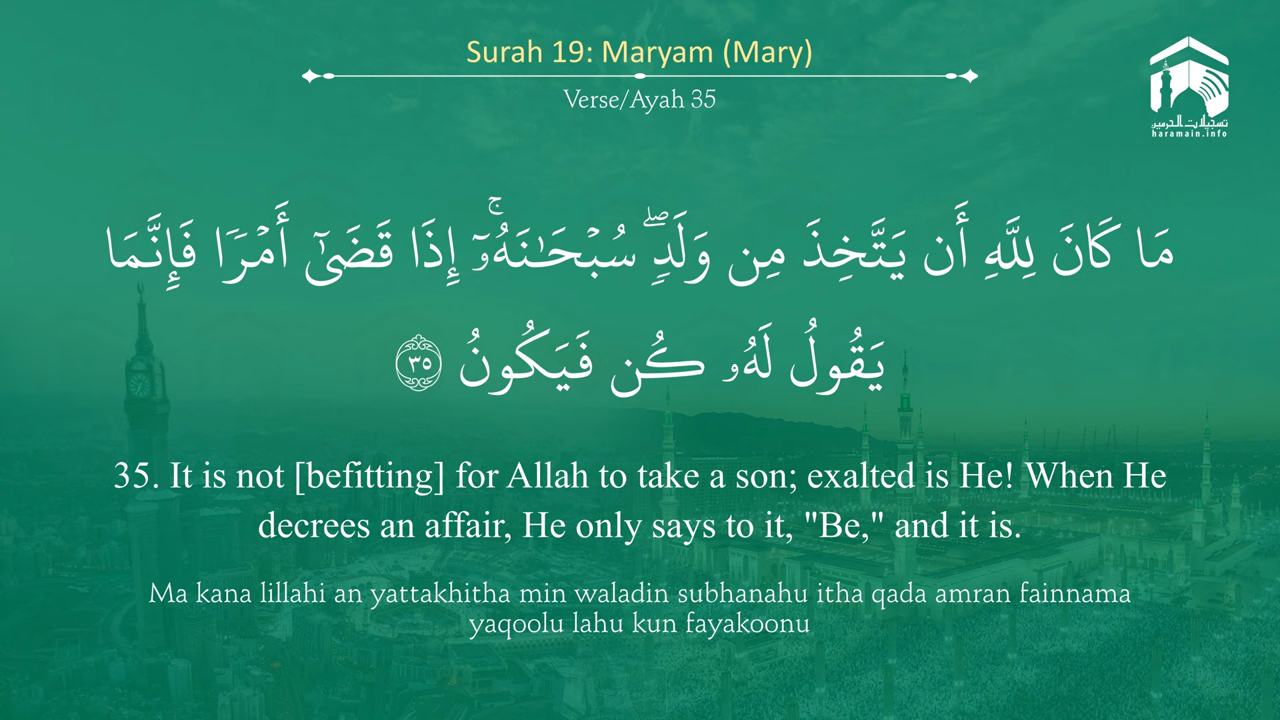 Surah 19: Maryam (Mary)
Verse/Ayah 35
تسجيلات الحرمين
haramain.info
مَا كَانَ لِلَّهِ أَن يَتَّخِذَ مِن وَلَدٍۖ سُبْحَٰنَهُۥٓۚ إِذَا قَضَىٰٓ أَمْرًا فَإِنَّمَا
يَقُولُ لَهُۥ كُن فَيَكُونُ ٣٥
35. It is not [befitting] for Allah to take a son; exalted is He! When He
decrees an affair, He only says to it, "Be," and it is.
Ma kana lillahi an yattakhitha min waladin subhanahu itha qada amran fainnama
yaqoolu lahu kun fayakoonu